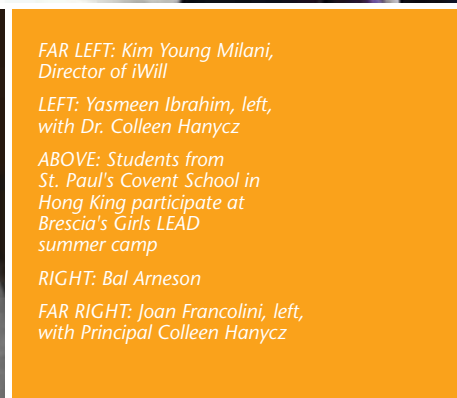 FAR LEFT: Kim Young Milani,
Director of iWill
LEFT: Yasmeen Ibrahim, left,
with Dr. Colleen Hanycz
ABOVE: Students from
St. Paul's Covent School in
Hong King participate at
Brescia's Girls LEAD
summer camp
RIGHT: Bal Arneson
FAR RIGHT: Joan Francolini, left,
with Principal Colleen Hanycz